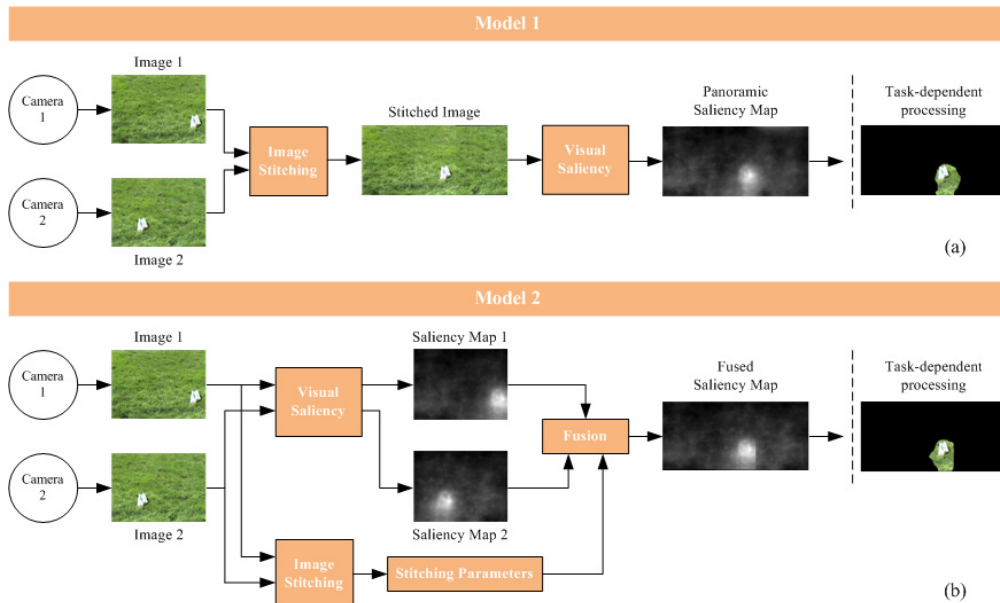 Model 1
Image 1
Camera
1
Camera
2
Image 2
Image
Stitching
Stitched Image
Visual
Saliency
Panoramic
Saliency Map
Task-dependent
processing
(a)
Model 2
Image 1
Camera
1
Camera
2
Image 2
Visual
Saliency
Saliency Map 1
Saliency Map 2
Image
Stitching
Stitching Parameters
Fusion
Fused
Saliency Map
Task-dependent
processing
(b)